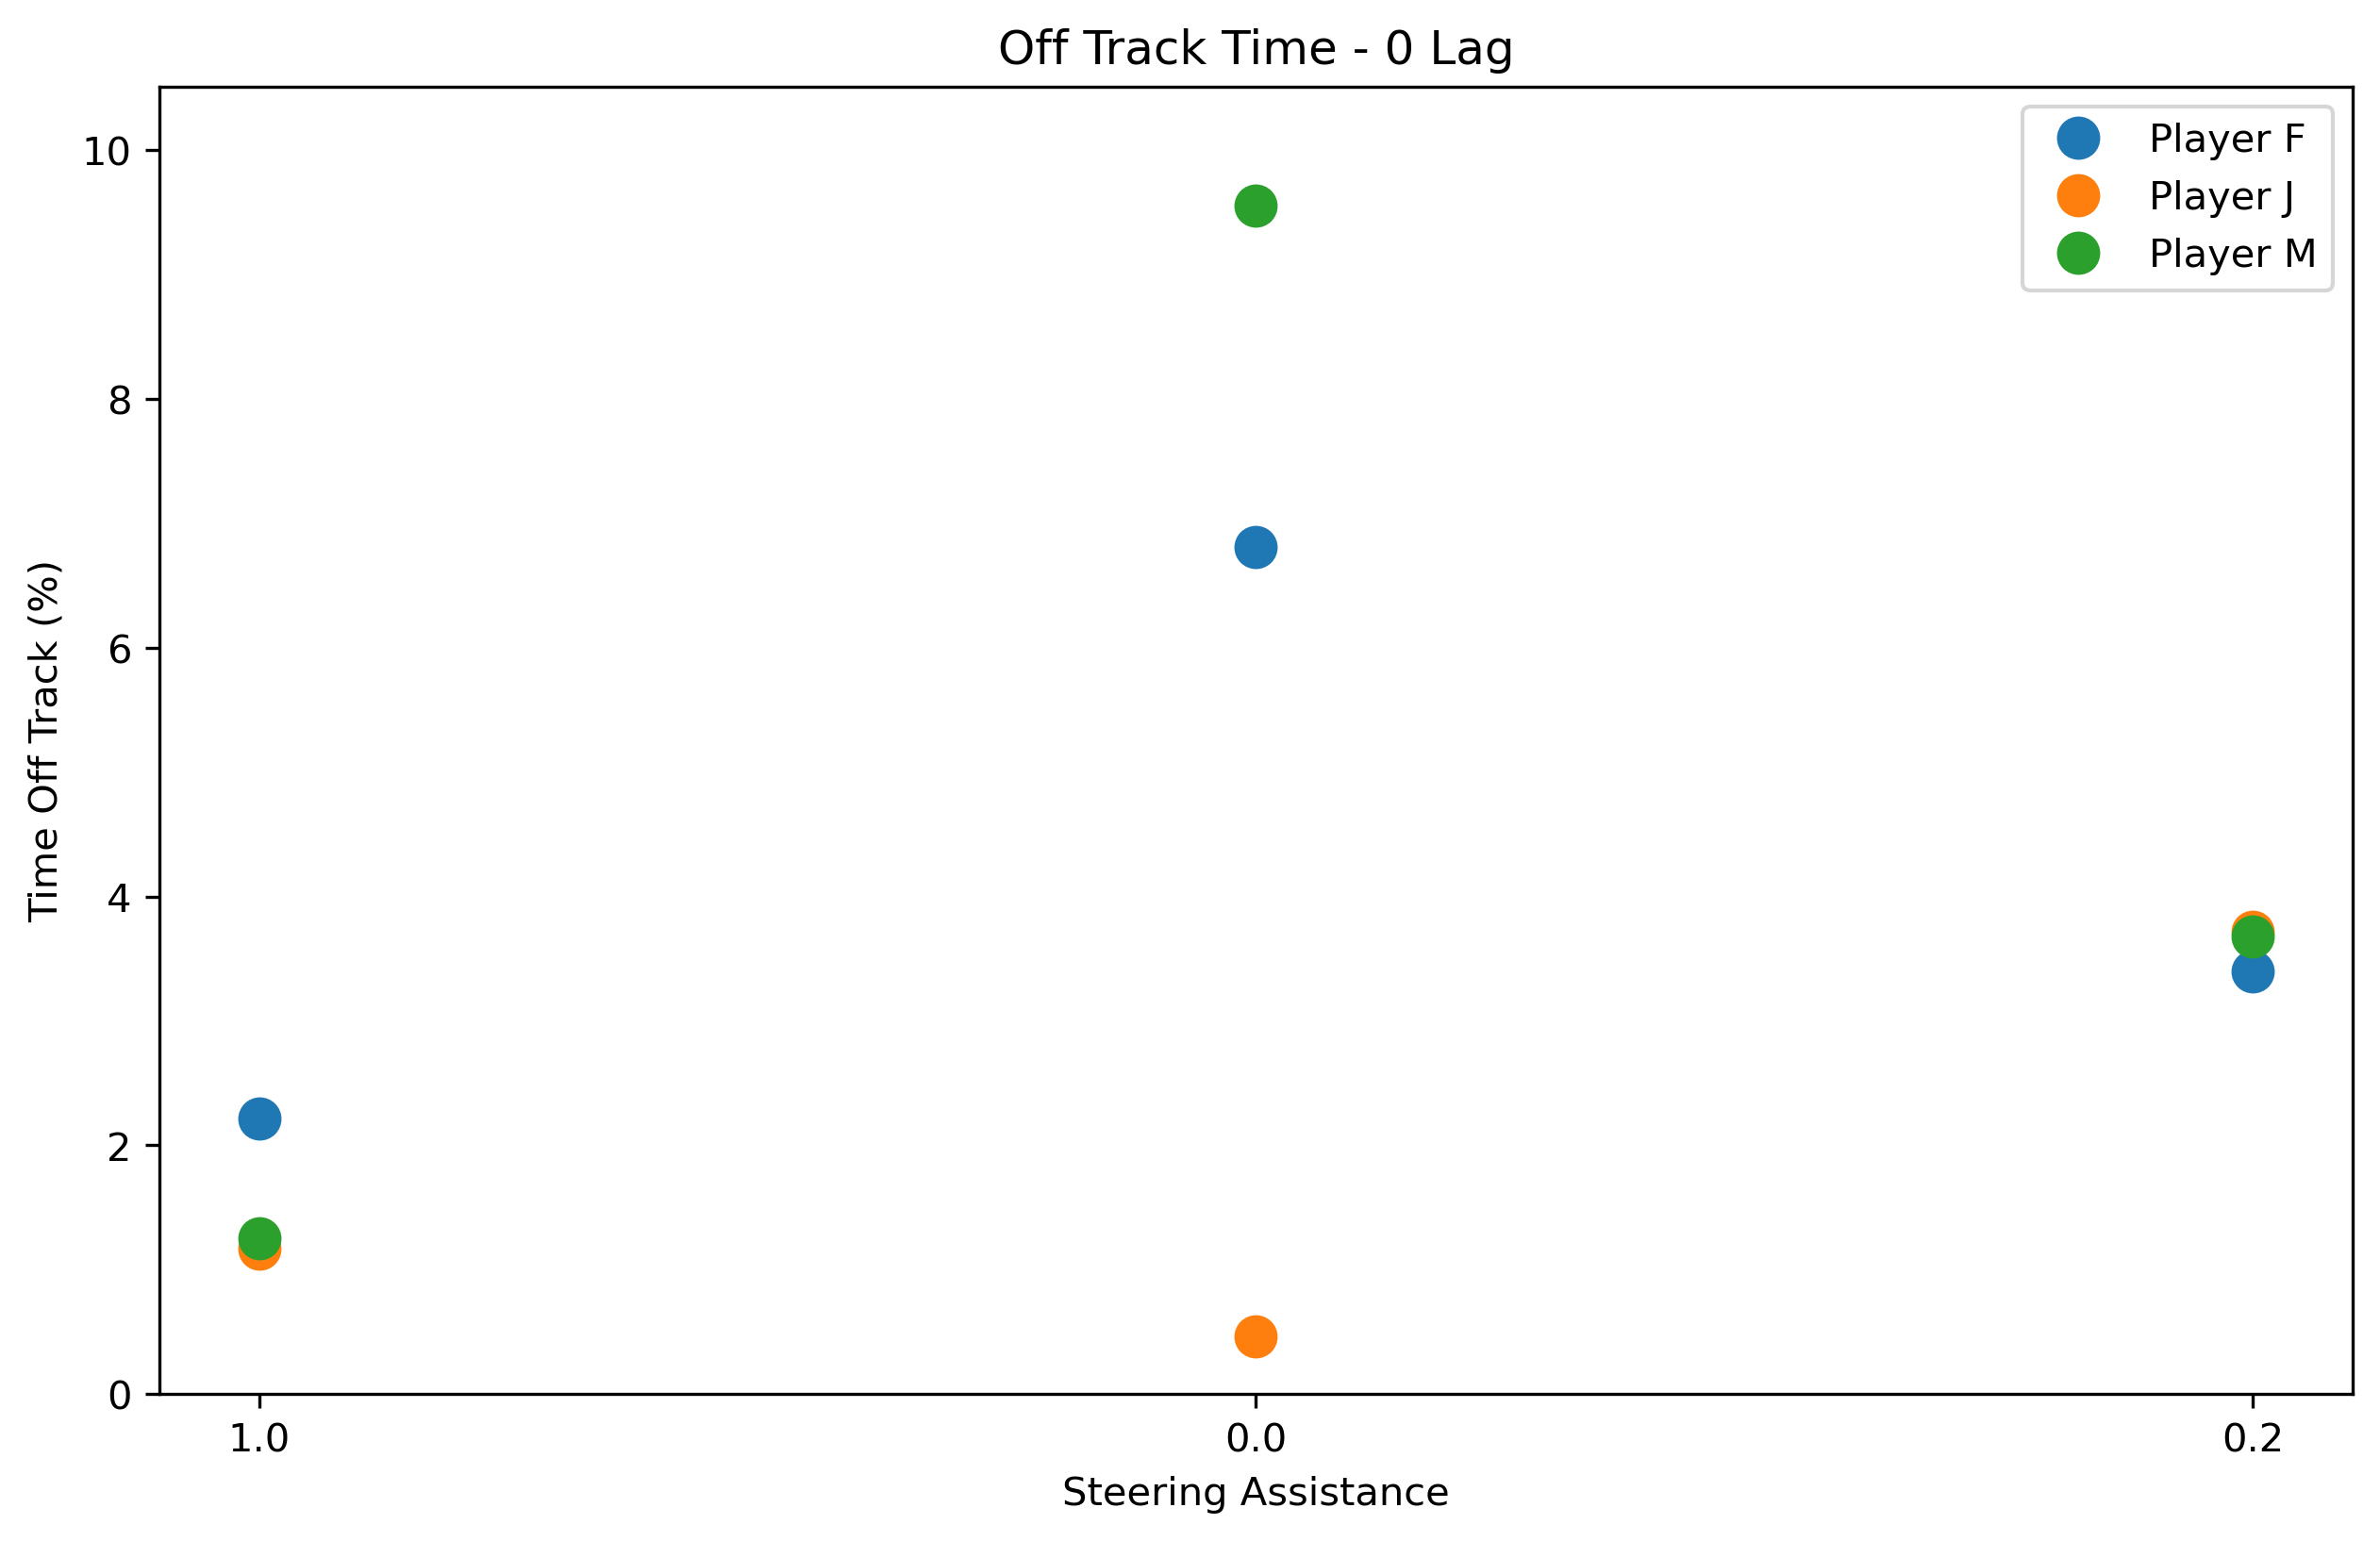 Off Track Time - 0 Lag
Player F
Player J
Player M
Time Off Track (%)
10
8
6
4
2
0
1.0
0.0
0.2
Steering Assistance